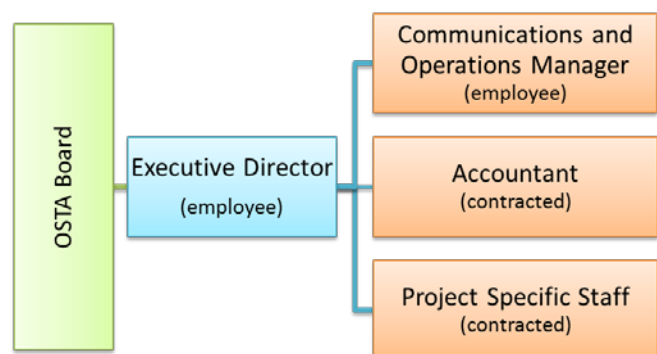 OSTA Board
Executive Director
(employee)
Communications and
Operations Manager
(employee)
Accountant
(contracted)
Project Specific Staff
(contracted)